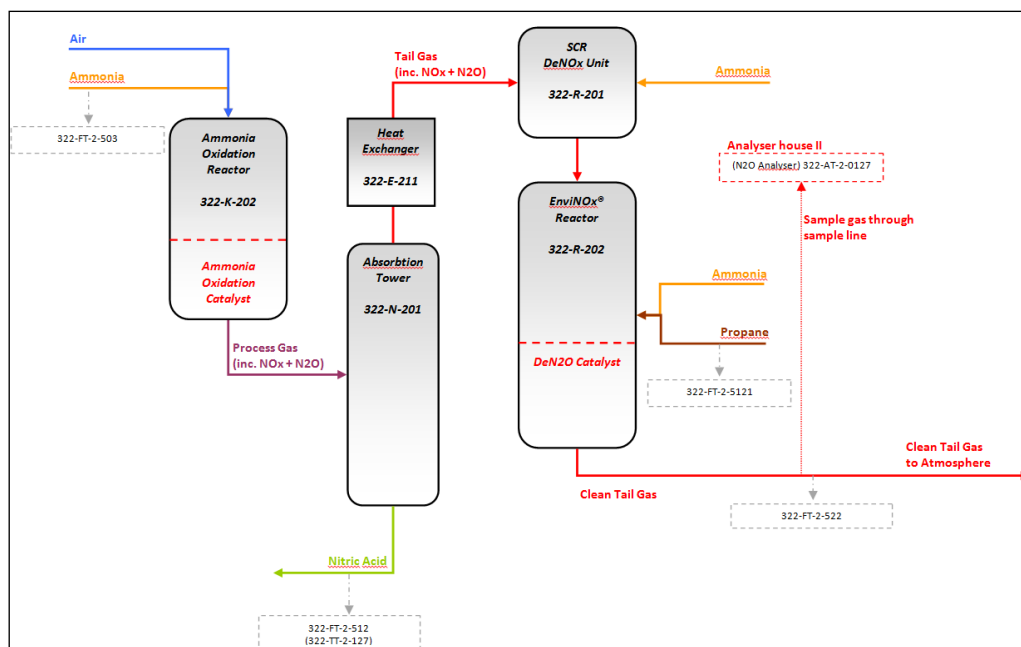 Air
Ammonia
322-FT-2-503
Ammonia
Oxidation
Reactor
322-K-202
Ammonia
Oxidation
Catalyst
Process Gas
(inc. NOx + N2O)
Tail Gas
(inc. NOx + N2O)
Heat
Exchanger
322-E-211
Absorbtion
Tower
322-N-201
Nitric Acid
322-FT-2-512
(322-TT-2-127)
SCR
DeNOx Unit
322-R-201
Ammonia
EnviNOx®
Reactor
322-R-202
DeN2O Catalyst
Ammonia
Propane
322-FT-2-5121
Analyser house II
(N2O Analyser) 322-AT-2-0127
Sample gas through
sample line
Clean Tail Gas
Clean Tail Gas
to Atmosphere
322-FT-2-522